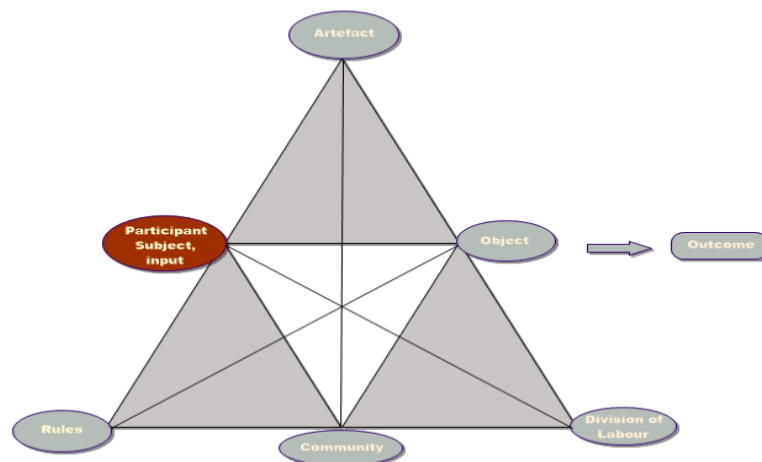 Artefact
Participant
Subject,
input
Object
Outcome
Rules
Community
Division of
Labour